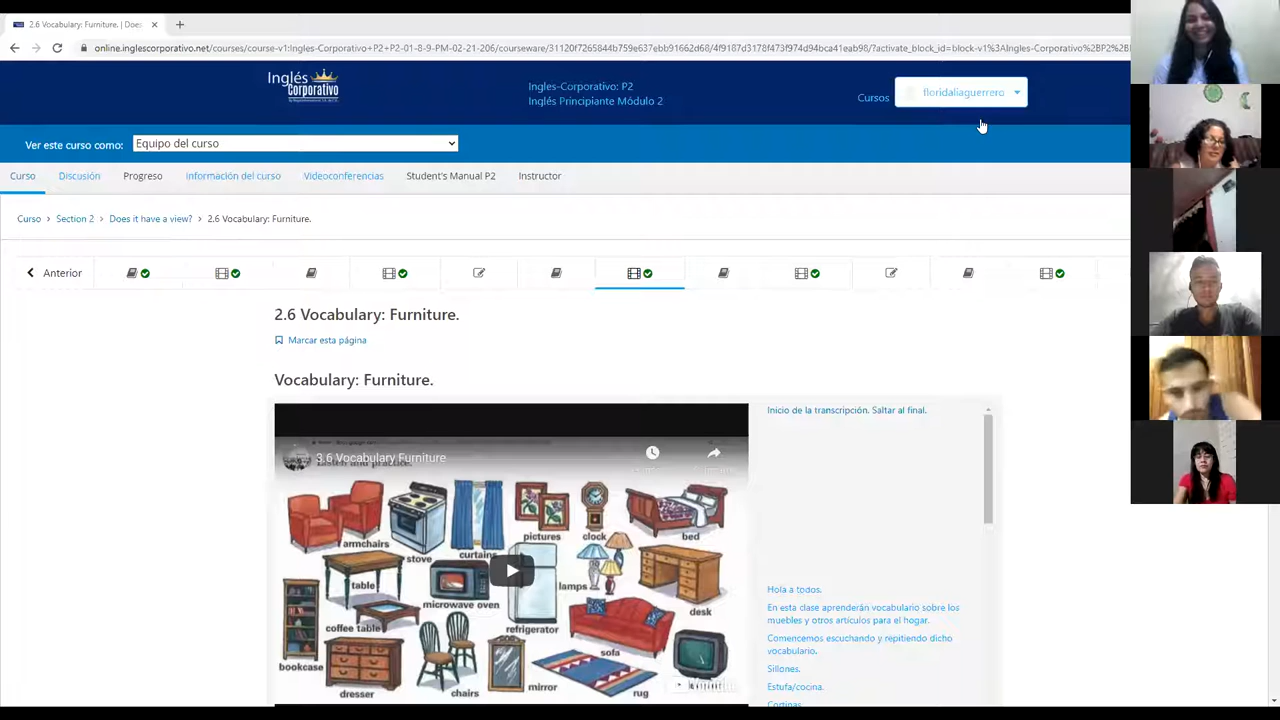 2.6 Vocabulary: Furniture. | Does
online.inglescorporativo.net/courses/course-v1:Ingles-Corporativo+P2+P2-01-8-9-PM-02-21-206/courseware/31120f7265844b759e637ebb91662d68/4f9187d3178f473f974d94bca41eab98/?activate_block_id=block-v1%3AIngles-Corporativo%2BP2%2B
Inglés
Corporativo
Ingles-Corporativo: P2
Inglés Principiante Módulo 2
Cursos
floridaliaguerrero
Ver este curso como:
Equipo del curso
Curso
Discusión
Progreso
Información del curso
Videoconferencias
Student's Manual P2
Instructor
Curso > Section 2 > Does it have a view? > 2.6 Vocabulary: Furniture.
Anterior
2.6 Vocabulary: Furniture.
Marcar esta página
Vocabulary: Furniture.
3.6 Vocabulary Furniture
Listen and practice.
armchairs
stove
curtains
pictures
clock
bed
table
microwave oven
lamps
desk
coffee table
refrigerator
bookcase
sofa
dresser
chairs
mirror
rug
YouTube
Inicio de la transcripción. Saltar al final.
Hola a todos.
En esta clase aprenderán vocabulario sobre los
muebles y otros artículos para el hogar.
Comencemos escuchando y repitiendo dicho
vocabulario.
Sillones.
Estufa/cocina.
Cortinas.